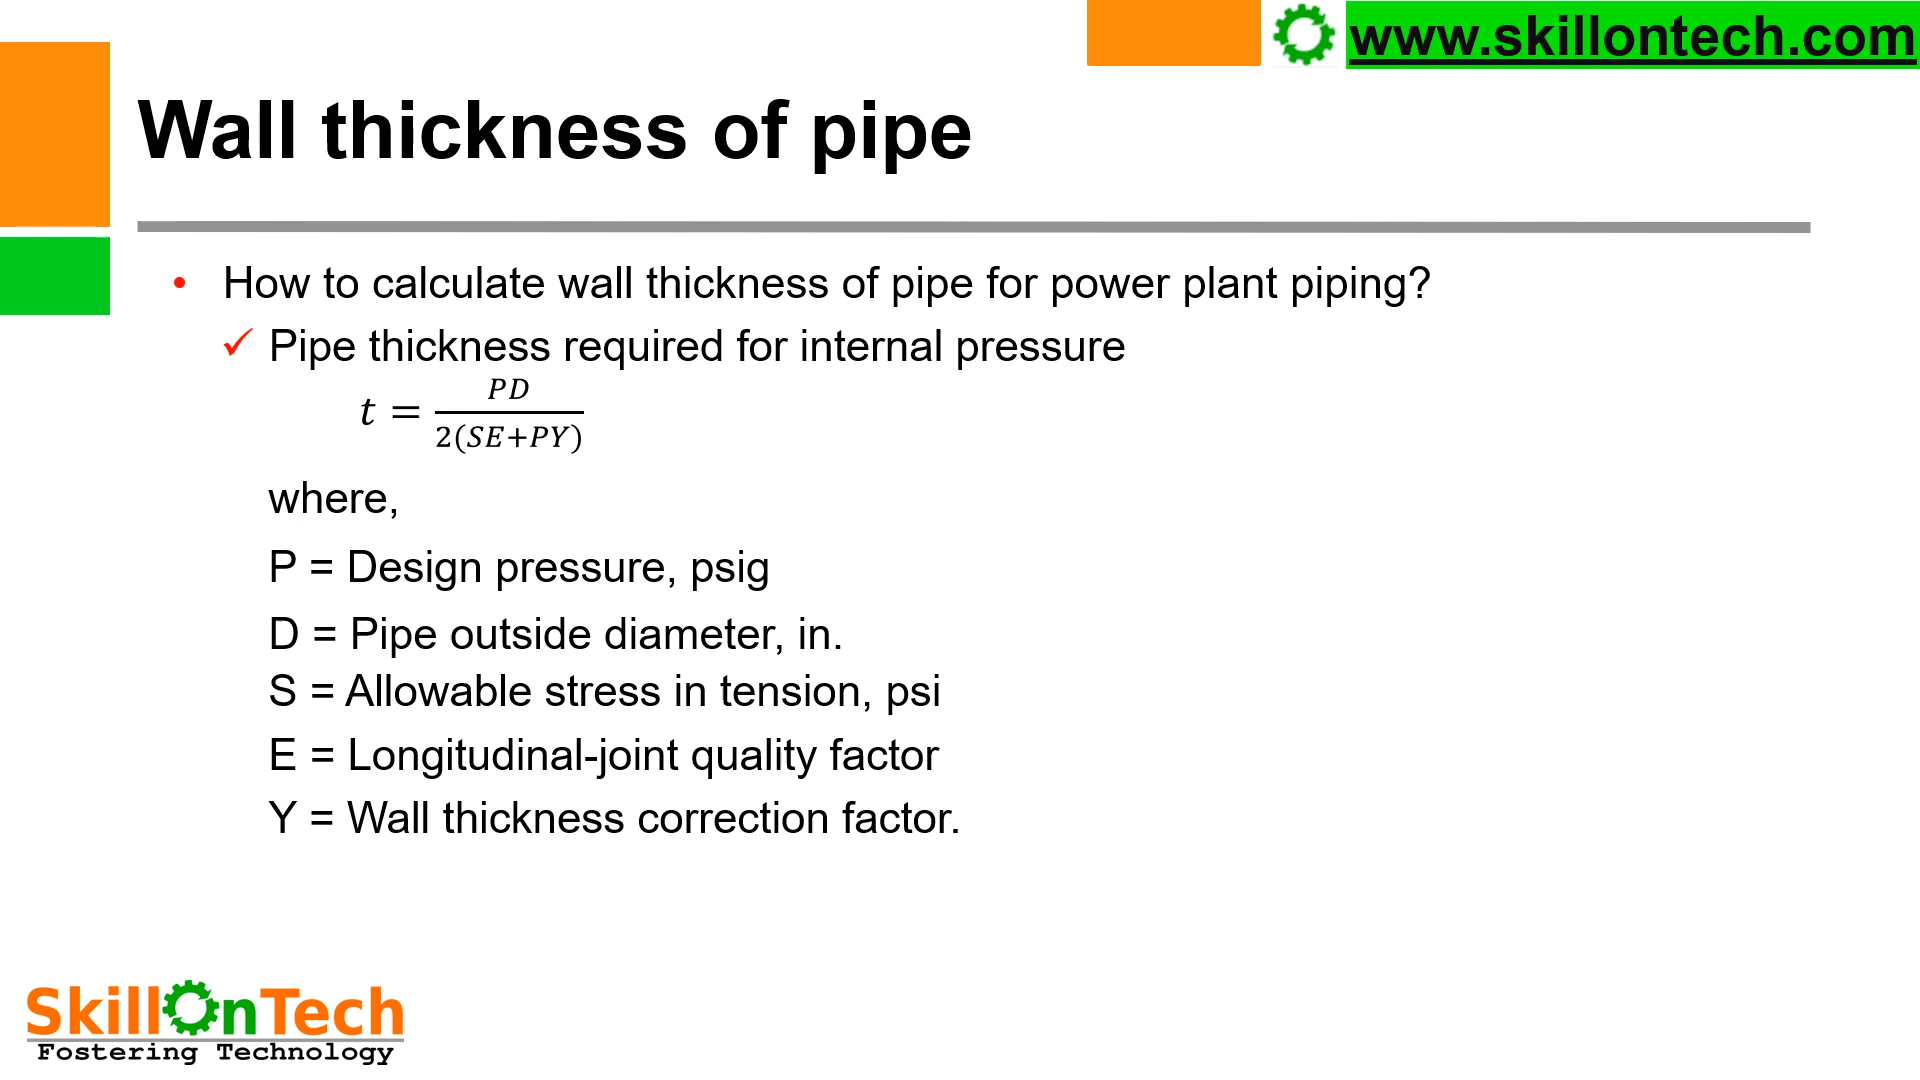 www.skillontech.com
Wall thickness of pipe
• How to calculate wall thickness of pipe for power plant piping?
✓ Pipe thickness required for internal pressure
𝑡 = 𝑃𝐷 / 2(𝑆𝐸+𝑃𝑌)
where,
P = Design pressure, psig
D = Pipe outside diameter, in.
S = Allowable stress in tension, psi
E = Longitudinal-joint quality factor
Y = Wall thickness correction factor.
SkillOnTech
Fostering Technology